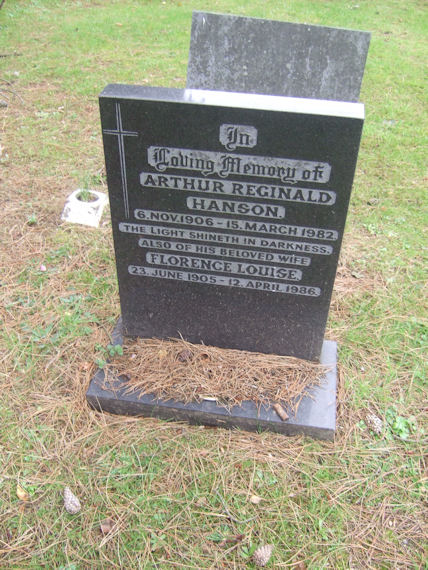 In
Loving Memory of
ARTHUR REGINALD
HANSON.
6. NOV. 1906 - 15. MARCH 1982.
THE LIGHT SHINETH IN DARKNESS.
ALSO OF HIS BELOVED WIFE
FLORENCE LOUISE.
23. JUNE 1905 - 12. APRIL 1986.